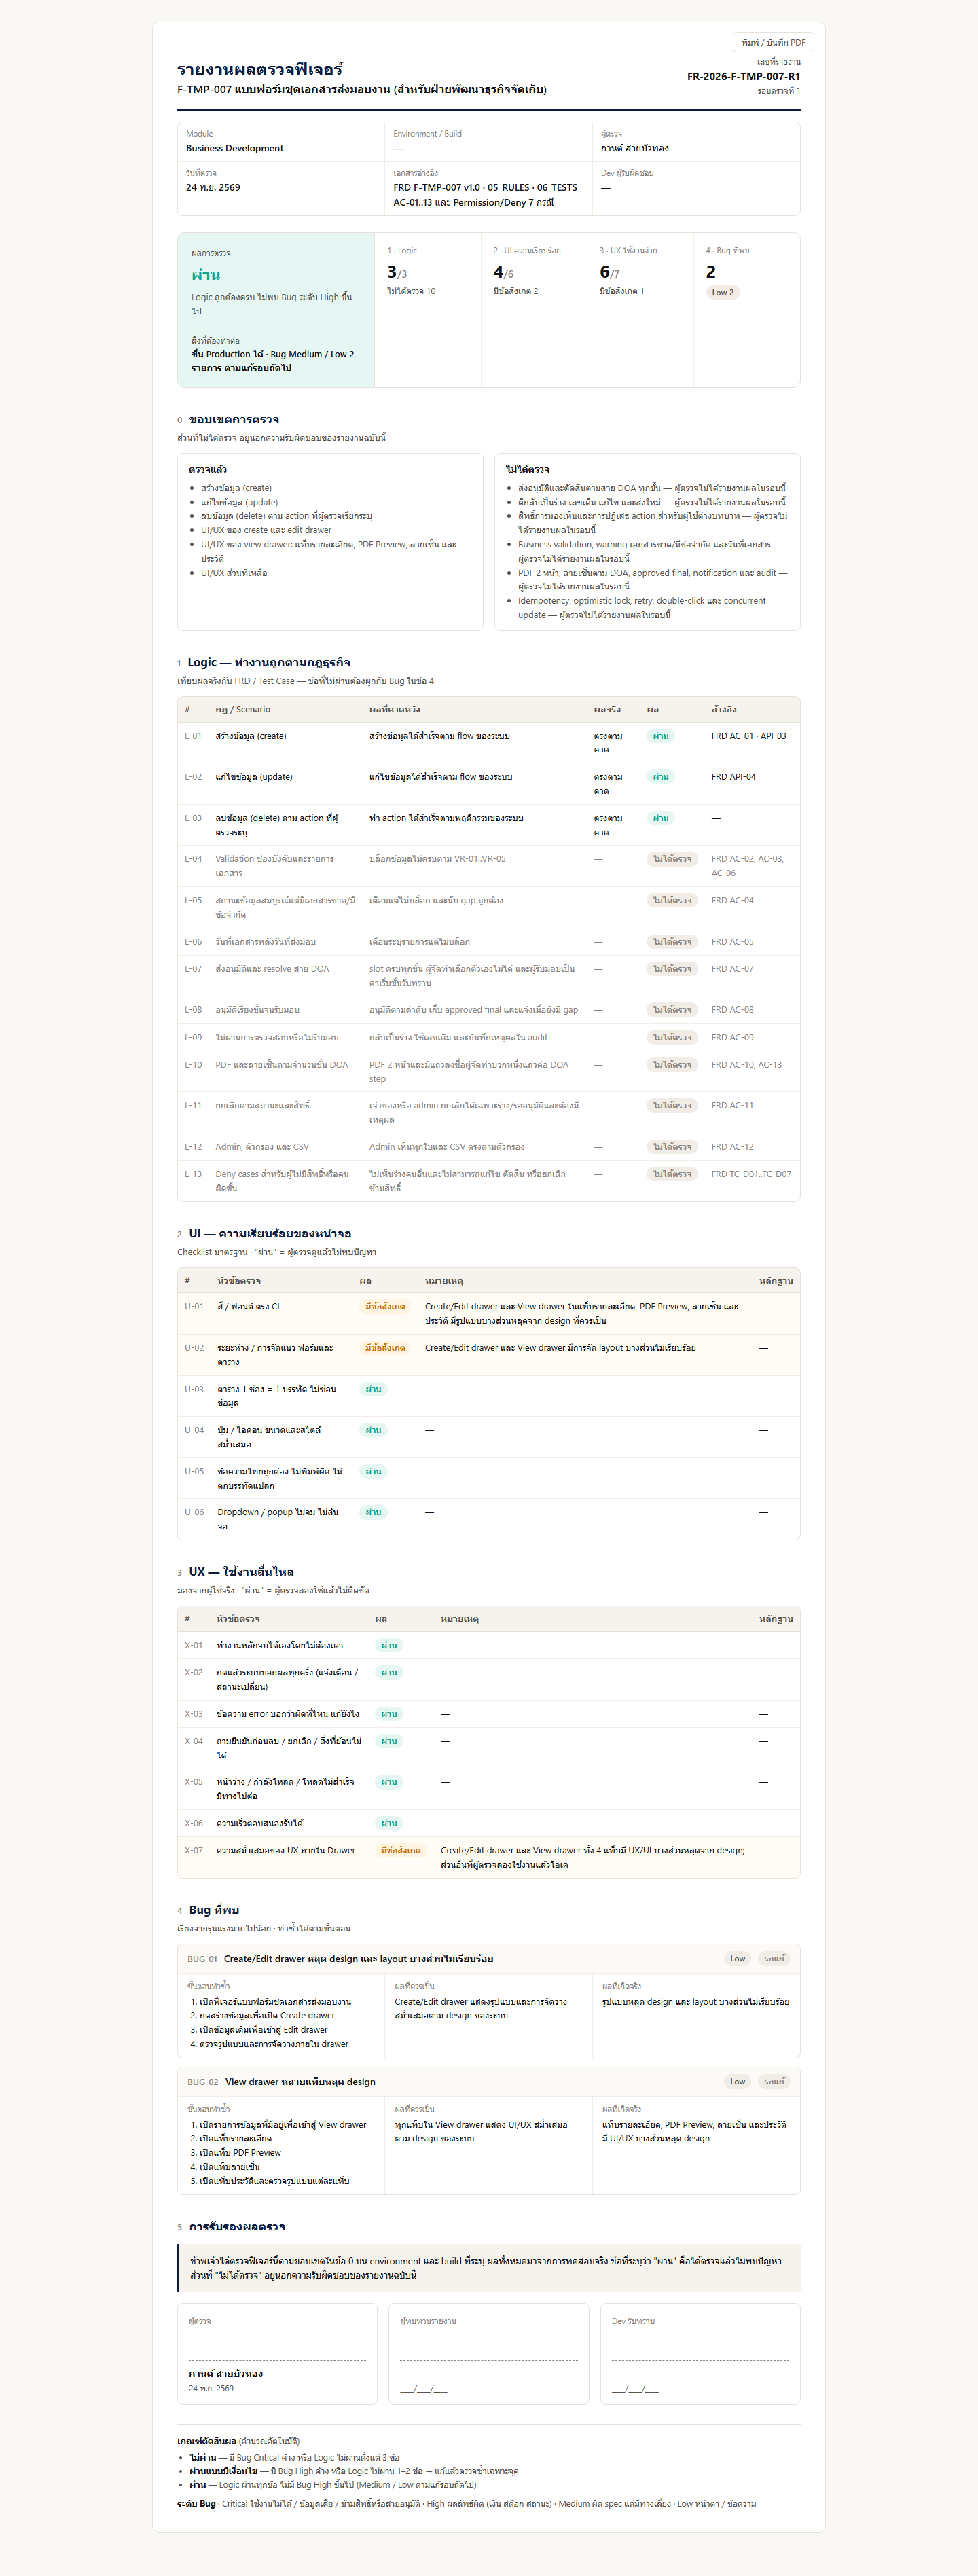 พิมพ์ / บันทึก PDF
รายงานผลตรวจฟีเจอร์
F-TMP-007 แบบฟอร์มชุดเอกสารส่งมอบงาน (สำหรับฝ่ายพัฒนาธุรกิจจัดเก็บ)
เลขที่รายงาน
FR-2026-F-TMP-007-R1
รอบตรวจที่ 1
Module
Business Development
Environment / Build
—
ผู้ตรวจ
กานต์ สายบัวทอง
วันที่ตรวจ
24 พ.ย. 2569
เอกสารอ้างอิง
FRD F-TMP-007 v1.0 · 05_RULES · 06_TESTS
AC-01..13 และ Permission/Deny 7 กรณี
Dev ผู้รับผิดชอบ
—
ผลการตรวจ
ผ่าน
Logic ถูกต้องครบ ไม่พบ Bug ระดับ High ขึ้น
ไป
สิ่งที่ต้องทำต่อ
ขึ้น Production ได้ · Bug Medium / Low 2
รายการ ตามแก้รอบถัดไป
1 · Logic
3/3
ไม่ได้ตรวจ 10
2 · UI ความเรียบร้อย
4/6
มีข้อสังเกต 2
3 · UX ใช้งานง่าย
6/7
มีข้อสังเกต 1
4 · Bug ที่พบ
2
Low 2
0 ขอบเขตการตรวจ
ส่วนที่ไม่ได้ตรวจ อยู่นอกความรับผิดชอบของรายงานฉบับนี้
ตรวจแล้ว
• สร้างข้อมูล (create)
• แก้ไขข้อมูล (update)
• ลบข้อมูล (delete) ตาม action ที่ผู้ตรวจเรียกระบุ
• UI/UX ของ create และ edit drawer
• UI/UX ของ view drawer: แท็บรายละเอียด, PDF Preview, ลายเซ็น และ
ประวัติ
• UI/UX ส่วนที่เหลือ
ไม่ได้ตรวจ
• ส่งอนุมัติและตัดสินตามสาย DOA ทุกชั้น — ผู้ตรวจไม่ได้รายงานผลในรอบนี้
• ตีกลับเป็นร่าง เลขเดิม แก้ไข และส่งใหม่ — ผู้ตรวจไม่ได้รายงานผลในรอบนี้
• สิทธิ์การมองเห็นและการปฏิเสธ action สำหรับผู้ใช้ต่างบทบาท — ผู้ตรวจไม่
ได้รายงานผลในรอบนี้
• Business validation, warning เอกสารขาด/มีข้อจำกัด และวันที่เอกสาร —
ผู้ตรวจไม่ได้รายงานผลในรอบนี้
• PDF 2 หน้า, ลายเซ็นตาม DOA, approved final, notification และ audit —
ผู้ตรวจไม่ได้รายงานผลในรอบนี้
• Idempotency, optimistic lock, retry, double-click และ concurrent
update — ผู้ตรวจไม่ได้รายงานผลในรอบนี้
1 Logic — ทำงานถูกตามกฎธุรกิจ
เทียบผลจริงกับ FRD / Test Case — ข้อที่ไม่ผ่านต้องผูกกับ Bug ในข้อ 4
# กฎ / Scenario ผลที่คาดหวัง ผลจริง ผล อ้างอิง
L-01 สร้างข้อมูล (create) สร้างข้อมูลได้สำเร็จตาม flow ของระบบ ตรงตาม ผ่าน FRD AC-01 · API-03
คาด
L-02 แก้ไขข้อมูล (update) แก้ไขข้อมูลได้สำเร็จตาม flow ของระบบ ตรงตาม ผ่าน FRD API-04
คาด
L-03 ลบข้อมูล (delete) ตาม action ที่ผู้ ทำ action ได้สำเร็จตามพฤติกรรมของระบบ ตรงตาม ผ่าน —
ตรวจระบุ คาด
L-04 Validation ช่องบังคับและรายการ บล็อกข้อมูลไม่ครบตาม VR-01..VR-05 — ไม่ได้ตรวจ FRD AC-02, AC-03,
เอกสาร AC-06
L-05 สถานะข้อมูลสมบูรณ์แต่มีเอกสารขาด/มี เตือนแต่ไม่บล็อก และนับ gap ถูกต้อง — ไม่ได้ตรวจ FRD AC-04
ข้อจำกัด
L-06 วันที่เอกสารหลังวันที่ส่งมอบ เตือนระบุรายการแต่ไม่บล็อก — ไม่ได้ตรวจ FRD AC-05
L-07 ส่งอนุมัติและ resolve สาย DOA slot ครบทุกชั้น ผู้จัดทำเลือกตัวเองไม่ได้ และผู้รับมอบเป็น — ไม่ได้ตรวจ FRD AC-07
ค่าเริ่มชั้นรับทราบ
L-08 อนุมัติเรียงชั้นจนรับมอบ อนุมัติตามลำดับ เก็บ approved final และแจ้งเมื่อยังมี gap — ไม่ได้ตรวจ FRD AC-08
L-09 ไม่ผ่านการตรวจสอบหรือไม่รับมอบ กลับเป็นร่าง ใช้เลขเดิม และบันทึกเหตุผลใน audit — ไม่ได้ตรวจ FRD AC-09
L-10 PDF และลายเซ็นตามจำนวนชั้น DOA PDF 2 หน้าและมีแถวลงชื่อผู้จัดทำบวกหนึ่งแถวต่อ DOA — ไม่ได้ตรวจ FRD AC-10, AC-13
step
L-11 ยกเลิกตามสถานะและสิทธิ์ เจ้าของหรือ admin ยกเลิกได้เฉพาะร่าง/รออนุมัติและต้องมี — ไม่ได้ตรวจ FRD AC-11
เหตุผล
L-12 Admin, ตัวกรอง และ CSV Admin เห็นทุกใบและ CSV ตรงตามตัวกรอง — ไม่ได้ตรวจ FRD AC-12
L-13 Deny cases สำหรับผู้ไม่มีสิทธิ์หรือคน ไม่เห็นร่างคนอื่นและไม่สามารถแก้ไข ตัดสิน หรือยกเลิก — ไม่ได้ตรวจ FRD TC-D01..TC-D07
ผิดชั้น ข้ามสิทธิ์
2 UI — ความเรียบร้อยของหน้าจอ
Checklist มาตรฐาน · "ผ่าน" = ผู้ตรวจดูแล้วไม่พบปัญหา
# หัวข้อตรวจ ผล หมายเหตุ หลักฐาน
U-01 สี / ฟอนต์ ตรง CI มีข้อสังเกต Create/Edit drawer และ View drawer ในแท็บรายละเอียด, PDF Preview, ลายเซ็น และ —
ประวัติ มีรูปแบบบางส่วนหลุดจาก design ที่ควรเป็น
U-02 ระยะห่าง / การจัดแนว ฟอร์มและ มีข้อสังเกต Create/Edit drawer และ View drawer มีการจัด layout บางส่วนไม่เรียบร้อย —
ตาราง
U-03 ตาราง 1 ช่อง = 1 บรรทัด ไม่ซ้อน ผ่าน — —
ข้อมูล
U-04 ปุ่ม / ไอคอน ขนาดและสไตล์ ผ่าน — —
สม่ำเสมอ
U-05 ข้อความไทยถูกต้อง ไม่พิมพ์ผิด ไม่ ผ่าน — —
ตกบรรทัดแปลก
U-06 Dropdown / popup ไม่จม ไม่ล้น ผ่าน — —
จอ
3 UX — ใช้งานลื่นไหล
มองจากผู้ใช้จริง · "ผ่าน" = ผู้ตรวจลองใช้แล้วไม่ติดขัด
# หัวข้อตรวจ ผล หมายเหตุ หลักฐาน
X-01 ทำงานหลักจบได้เองโดยไม่ต้องเดา ผ่าน — —
X-02 กดแล้วระบบบอกผลทุกครั้ง (แจ้งเตือน / ผ่าน — —
สถานะเปลี่ยน)
X-03 ข้อความ error บอกว่าผิดที่ไหน แก้ยังไง ผ่าน — —
X-04 ถามยืนยันก่อนลบ / ยกเลิก / สิ่งที่ย้อนไม่ ผ่าน — —
ได้
X-05 หน้าว่าง / กำลังโหลด / โหลดไม่สำเร็จ ผ่าน — —
มีทางไปต่อ
X-06 ความเร็วตอบสนองรับได้ ผ่าน — —
X-07 ความสม่ำเสมอของ UX ภายใน Drawer มีข้อสังเกต Create/Edit drawer และ View drawer ทั้ง 4 แท็บมี UX/UI บางส่วนหลุดจาก design; —
ส่วนอื่นที่ผู้ตรวจลองใช้งานแล้วโอเค
4 Bug ที่พบ
เรียงจากรุนแรงมากไปน้อย · ทำซ้ำได้ตามขั้นตอน
BUG-01 Create/Edit drawer หลุด design และ layout บางส่วนไม่เรียบร้อย Low รอแก้
ขั้นตอนทำซ้ำ
1. เปิดฟีเจอร์แบบฟอร์มชุดเอกสารส่งมอบงาน
2. กดสร้างข้อมูลเพื่อเปิด Create drawer
3. เปิดข้อมูลเดิมเพื่อเข้าสู่ Edit drawer
4. ตรวจรูปแบบและการจัดวางภายใน drawer
ผลที่ควรเป็น
Create/Edit drawer แสดงรูปแบบและการจัดวาง
สม่ำเสมอตาม design ของระบบ
ผลที่เกิดจริง
รูปแบบหลุด design และ layout บางส่วนไม่เรียบร้อย
BUG-02 View drawer หลายแท็บหลุด design Low รอแก้
ขั้นตอนทำซ้ำ
1. เปิดรายการข้อมูลที่มีอยู่เพื่อเข้าสู่ View drawer
2. เปิดแท็บรายละเอียด
3. เปิดแท็บ PDF Preview
4. เปิดแท็บลายเซ็น
5. เปิดแท็บประวัติและตรวจรูปแบบแต่ละแท็บ
ผลที่ควรเป็น
ทุกแท็บใน View drawer แสดง UI/UX สม่ำเสมอ
ตาม design ของระบบ
ผลที่เกิดจริง
แท็บรายละเอียด, PDF Preview, ลายเซ็น และประวัติ
มี UI/UX บางส่วนหลุด design
5 การรับรองผลตรวจ
ข้าพเจ้าได้ตรวจฟีเจอร์นี้ตามขอบเขตในข้อ 0 บน environment และ build ที่ระบุ ผลทั้งหมดมาจากการทดสอบจริง ข้อที่ระบุว่า "ผ่าน" คือได้ตรวจแล้วไม่พบปัญหา
ส่วนที่ "ไม่ได้ตรวจ" อยู่นอกความรับผิดชอบของรายงานฉบับนี้
ผู้ตรวจ
กานต์ สายบัวทอง
24 พ.ย. 2569
ผู้ทบทวนรายงาน
___/___/___
Dev รับทราบ
___/___/___
เกณฑ์ตัดสินผล (คำนวณอัตโนมัติ)
• ไม่ผ่าน — มี Bug Critical ค้าง หรือ Logic ไม่ผ่านตั้งแต่ 3 ข้อ
• ผ่านแบบมีเงื่อนไข — มี Bug High ค้าง หรือ Logic ไม่ผ่าน 1–2 ข้อ → แก้แล้วตรวจซ้ำเฉพาะจุด
• ผ่าน — Logic ผ่านทุกข้อ ไม่มี Bug High ขึ้นไป (Medium / Low ตามแก้รอบถัดไป)
ระดับ Bug · Critical ใช้งานไม่ได้ / ข้อมูลเสีย / ข้ามสิทธิ์หรือสายอนุมัติ · High ผลลัพธ์ผิด (เงิน สต๊อก สถานะ) · Medium ผิด spec แต่มีทางเลี่ยง · Low หน้าตา / ข้อความ